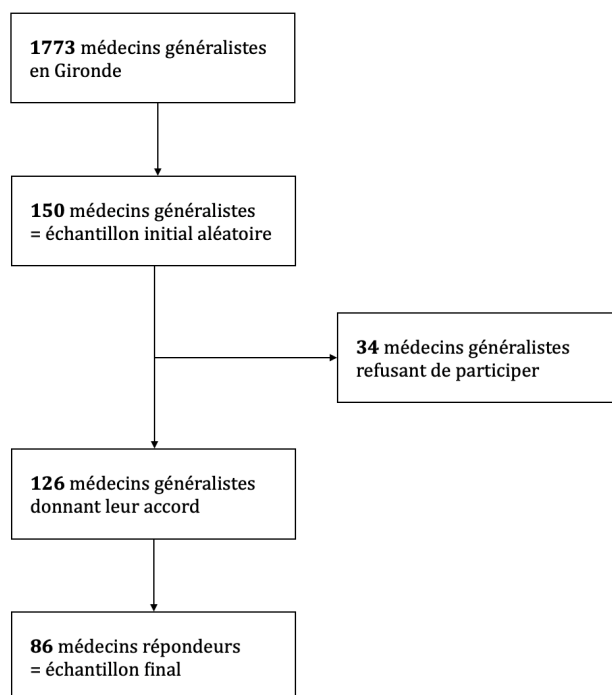 1773 médecins généralistes
en Gironde
150 médecins généralistes
= échantillon initial aléatoire
34 médecins généralistes
refusant de participer
126 médecins généralistes
donnant leur accord
86 médecins répondeurs
= échantillon final